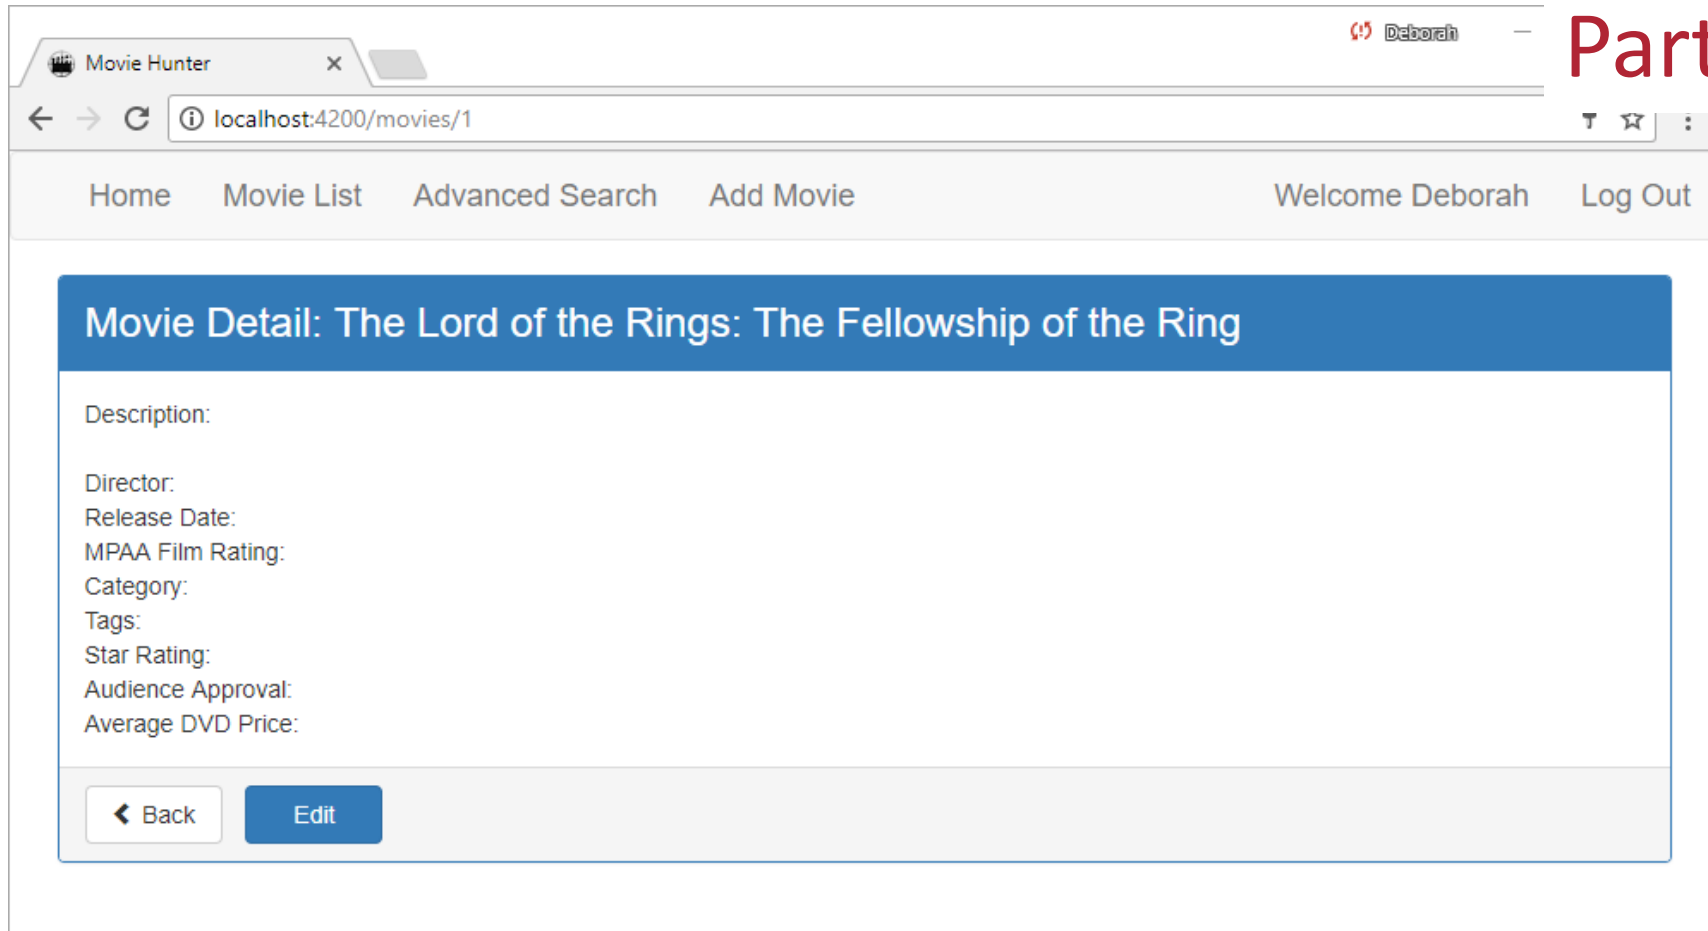 Deborah
Part
Movie Hunter
localhost:4200/movies/1
Home Movie List Advanced Search Add Movie Welcome Deborah Log Out
Movie Detail: The Lord of the Rings: The Fellowship of the Ring
Description:
Director:
Release Date:
MPAA Film Rating:
Category:
Tags:
Star Rating:
Audience Approval:
Average DVD Price:
Back Edit